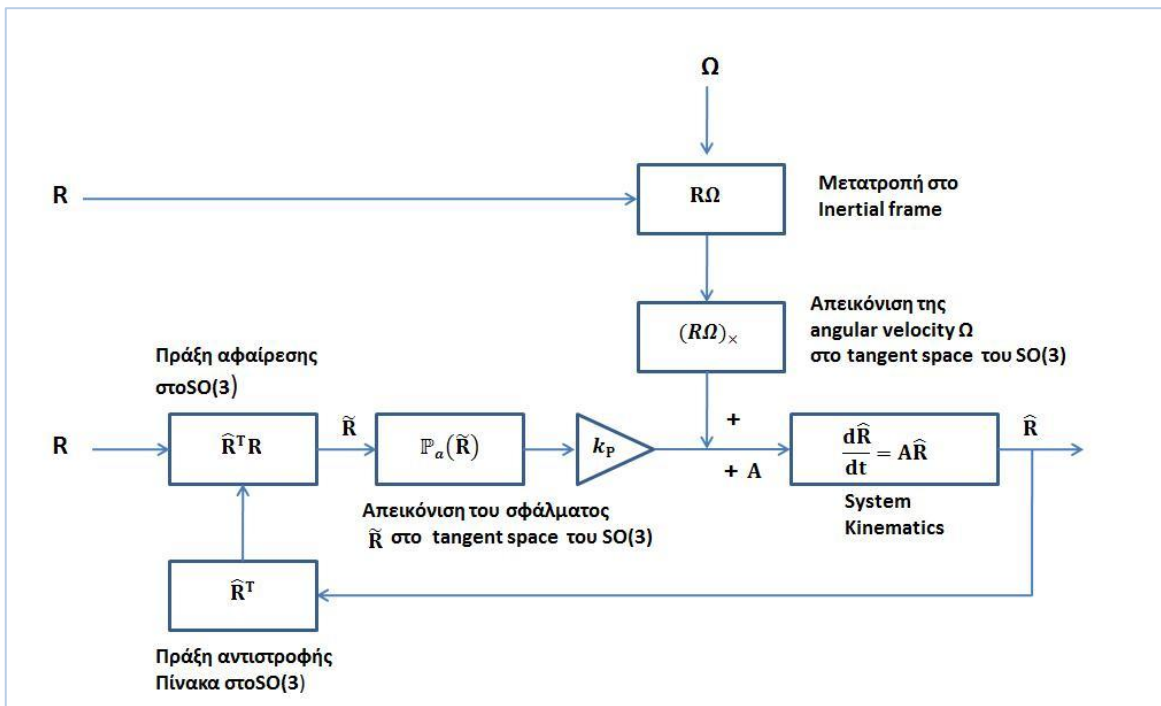 Ω
R
RΩ
Μετατροπή στο
Inertial frame
(RΩ)×
Απεικόνιση της
angular velocity Ω
στο tangent space του SO(3)
Πράξη αφαίρεσης
στοSO(3)
R
R̂ᵀR
R̃
ℙₐ(R̃)
k_P
+
+ A
dR̂/dt = AR̂
R̂
Απεικόνιση του σφάλματος
R̃ στο tangent space του SO(3)
System
Kinematics
R̂ᵀ
Πράξη αντιστροφής
Πίνακα στοSO(3)